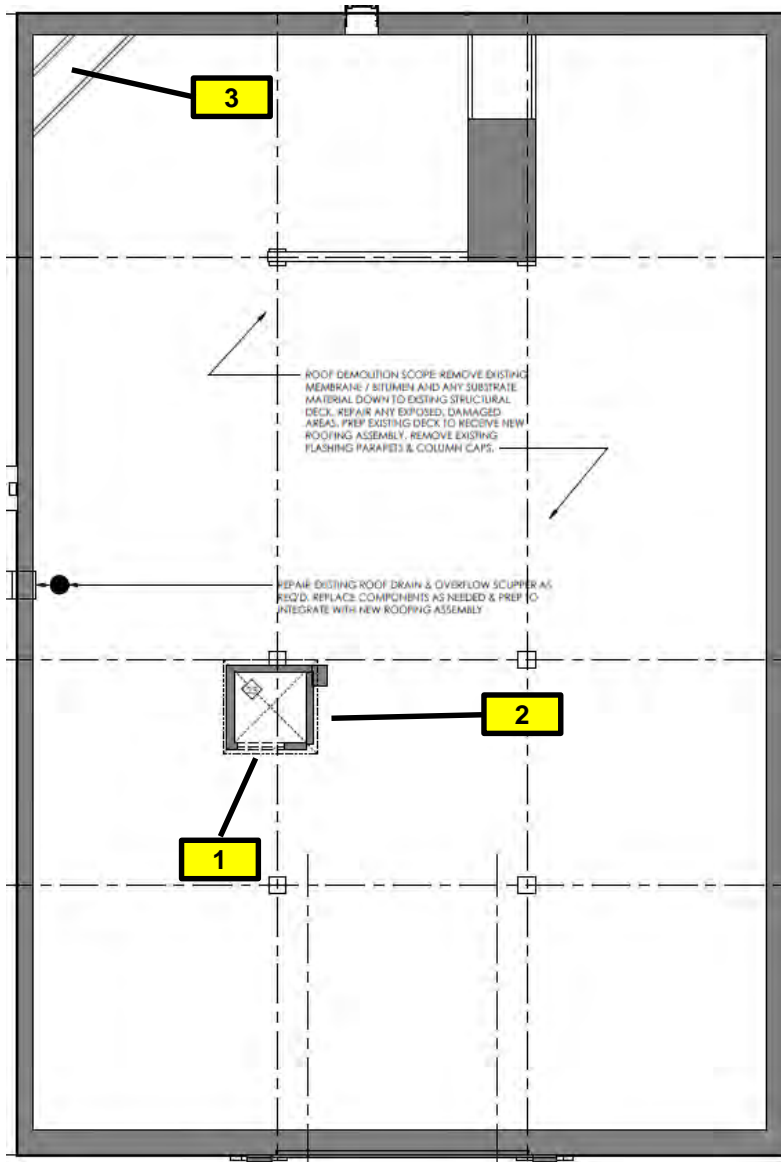 3
ROOF DEMOLITION SCOPE: REMOVE EXISTING
MEMBRANE / BITUMEN AND ANY SUBSTRATE
MATERIAL DOWN TO EXISTING STRUCTURAL
DECK. REPAIR ANY EXPOSED, DAMAGED
AREAS. PREP EXISTING DECK TO RECEIVE NEW
ROOFING ASSEMBLY. REMOVE EXISTING
FLASHING PARAPETS & COLUMN CAPS.
REPAIR EXISTING ROOF DRAIN & OVERFLOW SCUPPER AS
REQ'D. REPLACE COMPONENTS AS NEEDED & PREP TO
INTEGRATE WITH NEW ROOFING ASSEMBLY
2
1